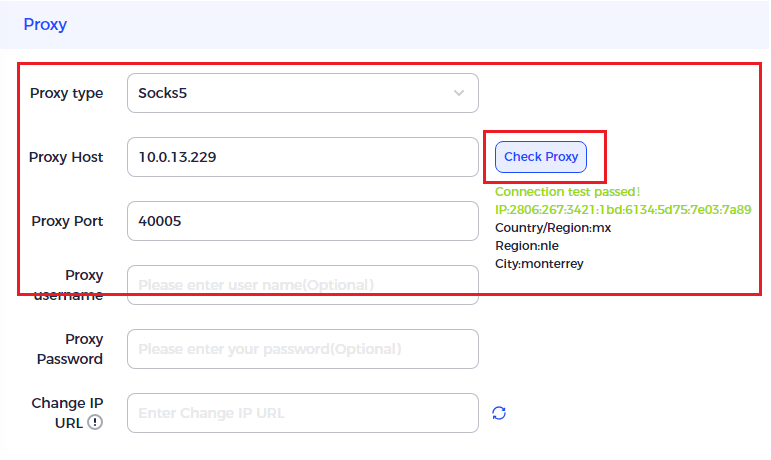 Proxy
Proxy type
Socks5
Proxy Host
10.0.13.229
Check Proxy
Connection test passed!
IP:2806:267:3421:1bd:6134:5d75:7e03:7a89
Country/Region:mx
Region:nle
City:monterrey
Proxy Port
40005
Proxy
username
Please enter user name(Optional)
Proxy
Password
Please enter your password(Optional)
Change IP
URL
Enter Change IP URL